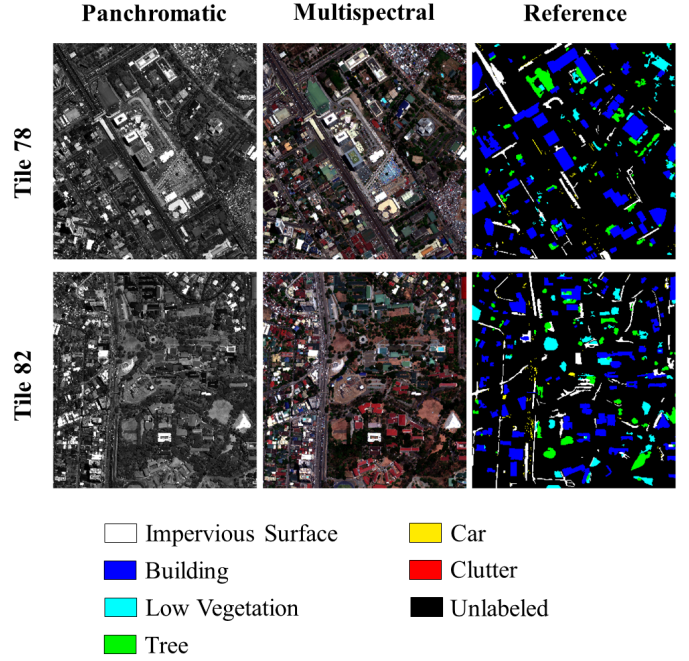 Panchromatic Multispectral Reference
Tile 78
Tile 82
Impervious Surface
Building
Low Vegetation
Tree
Car
Clutter
Unlabeled